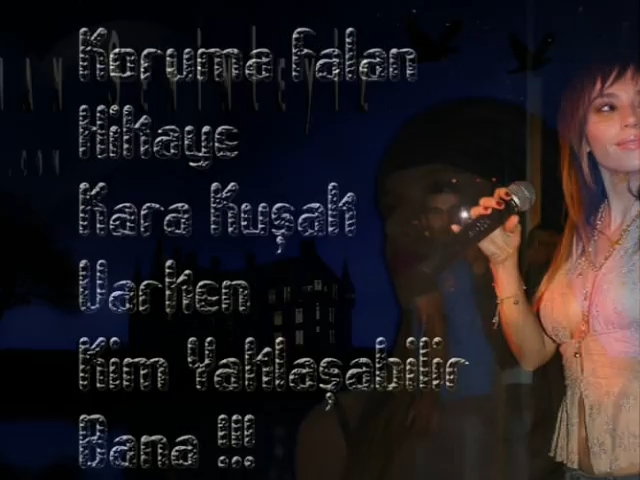 Koruma Falan
Hikaye
Kara Kuşak
Varken
Kim Yaklaşabilir
Bana !!!